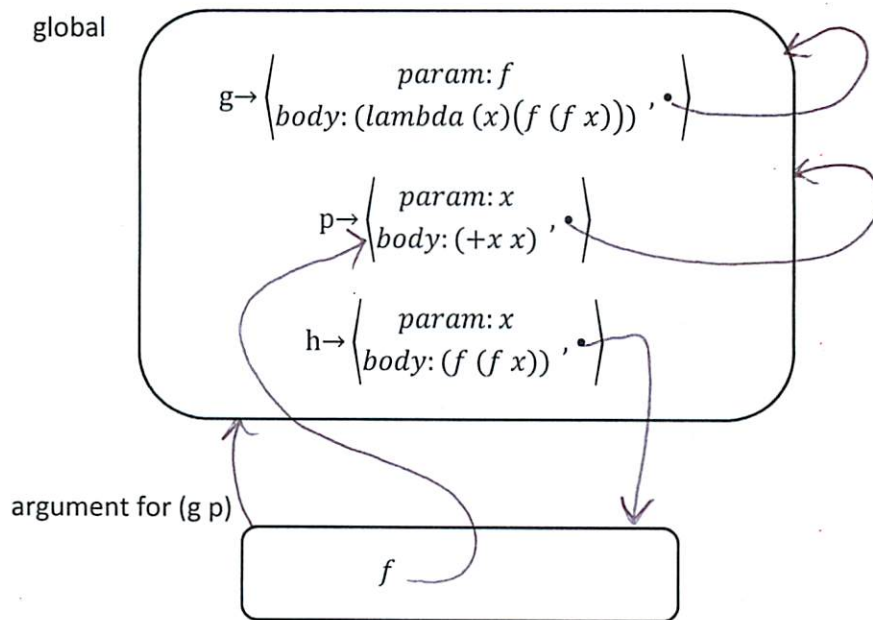 global
param: f
g→ , •
body: (lambda (x)(f (f x)))
param: x
p→ , •
body: (+x x)
param: x
h→ , •
body: (f (f x))
argument for (g p)
f